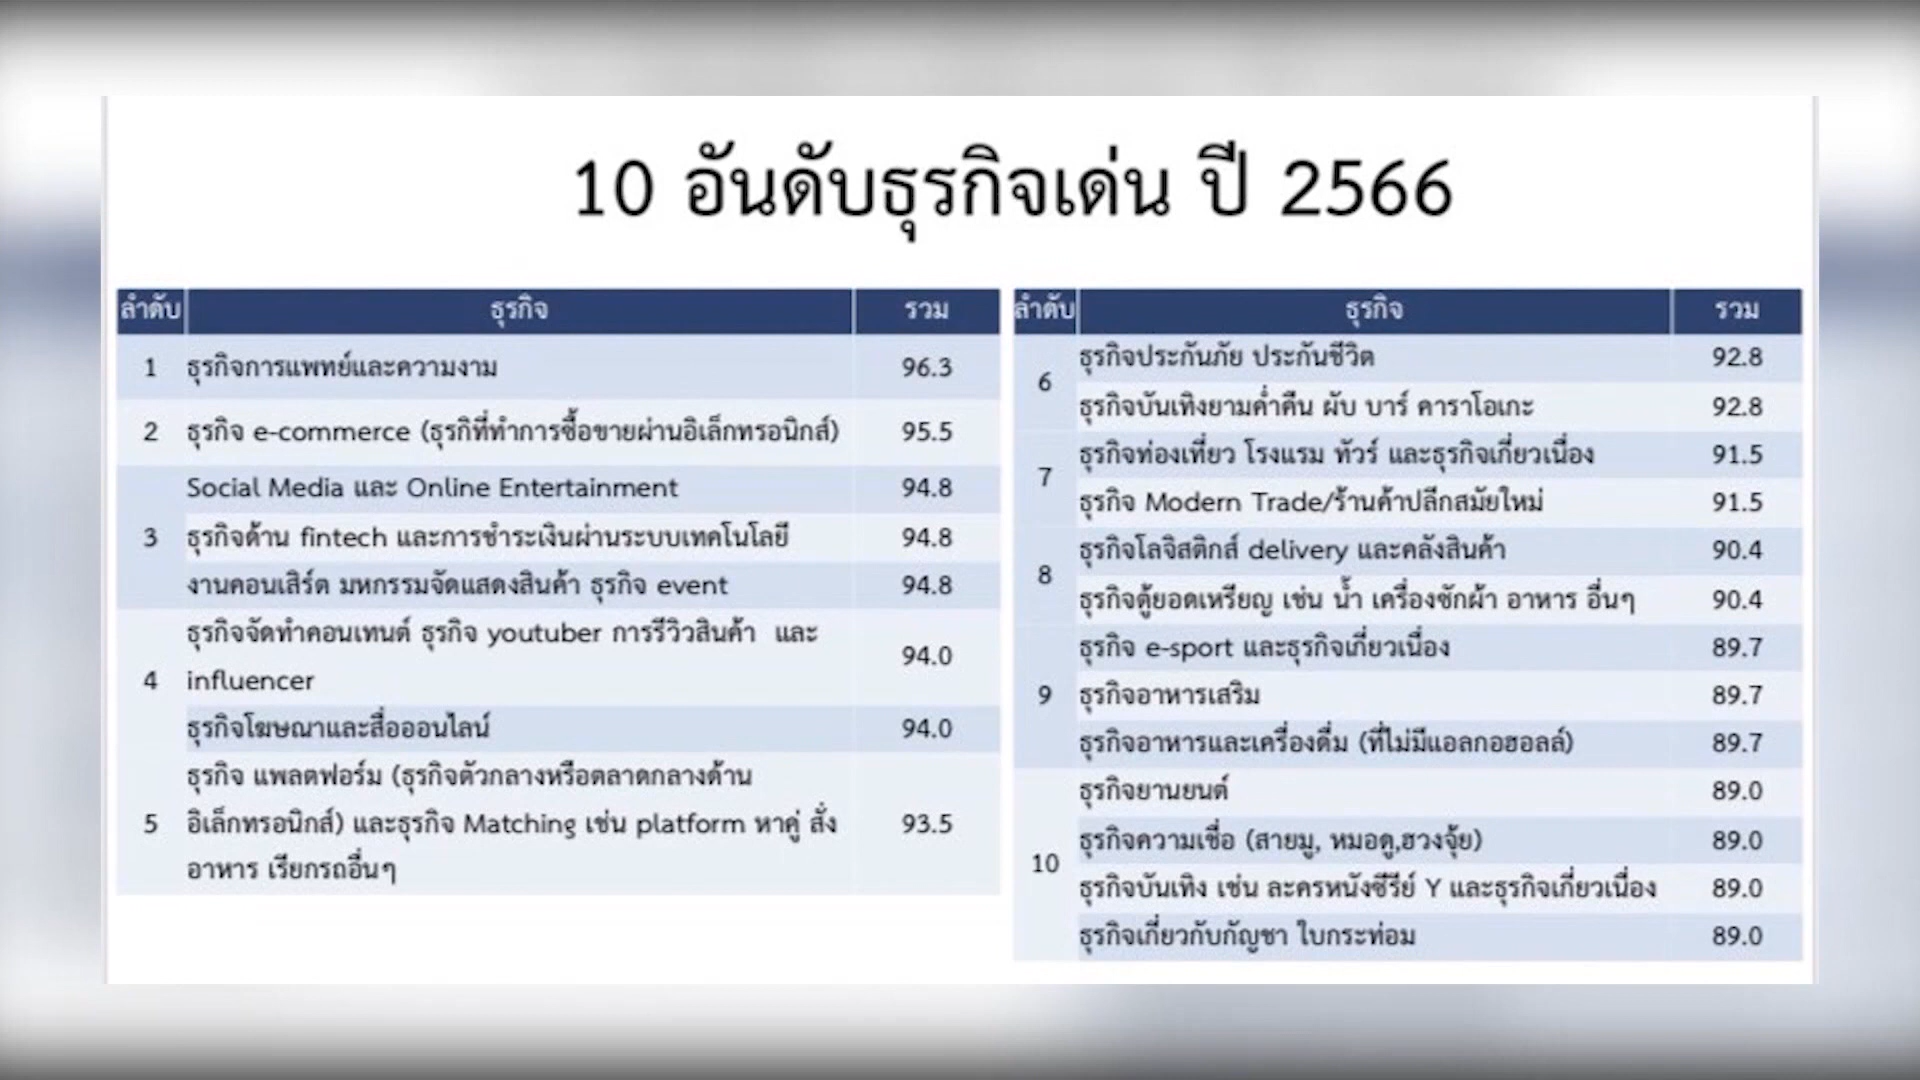 10 อันดับธุรกิจเด่น ปี 2566
ลำดับ ธุรกิจ รวม
1 ธุรกิจการแพทย์และความงาม 96.3
2 ธุรกิจ e-commerce (ธุรกิที่ทำการซื้อขายผ่านอิเล็กทรอนิกส์) 95.5
Social Media และ Online Entertainment 94.8
3 ธุรกิจด้าน fintech และการชำระเงินผ่านระบบเทคโนโลยี 94.8
งานคอนเสิร์ต มหกรรมจัดแสดงสินค้า ธุรกิจ event 94.8
ธุรกิจจัดทำคอนเทนต์ ธุรกิจ youtuber การรีวิวสินค้า และ 94.0
4 influencer
ธุรกิจโฆษณาและสื่อออนไลน์ 94.0
ธุรกิจ แพลตฟอร์ม (ธุรกิจตัวกลางหรือตลาดกลางด้าน
5 อิเล็กทรอนิกส์) และธุรกิจ Matching เช่น platform หาคู่ สั่ง 93.5
อาหาร เรียกรถอื่นๆ
ลำดับ ธุรกิจ รวม
6 ธุรกิจประกันภัย ประกันชีวิต 92.8
ธุรกิจบันเทิงยามค่ำคืน ผับ บาร์ คาราโอเกะ 92.8
7 ธุรกิจท่องเที่ยว โรงแรม ทัวร์ และธุรกิจเกี่ยวเนื่อง 91.5
ธุรกิจ Modern Trade/ร้านค้าปลีกสมัยใหม่ 91.5
8 ธุรกิจโลจิสติกส์ delivery และคลังสินค้า 90.4
ธุรกิจตู้ยอดเหรียญ เช่น น้ำ เครื่องซักผ้า อาหาร อื่นๆ 90.4
ธุรกิจ e-sport และธุรกิจเกี่ยวเนื่อง 89.7
9 ธุรกิจอาหารเสริม 89.7
ธุรกิจอาหารและเครื่องดื่ม (ที่ไม่มีแอลกอฮอลล์) 89.7
ธุรกิจยานยนต์ 89.0
10 ธุรกิจความเชื่อ (สายมู, หมอดู,ฮวงจุ้ย) 89.0
ธุรกิจบันเทิง เช่น ละครหนังซีรีย์ Y และธุรกิจเกี่ยวเนื่อง 89.0
ธุรกิจเกี่ยวกับกัญชา ใบกระท่อม 89.0